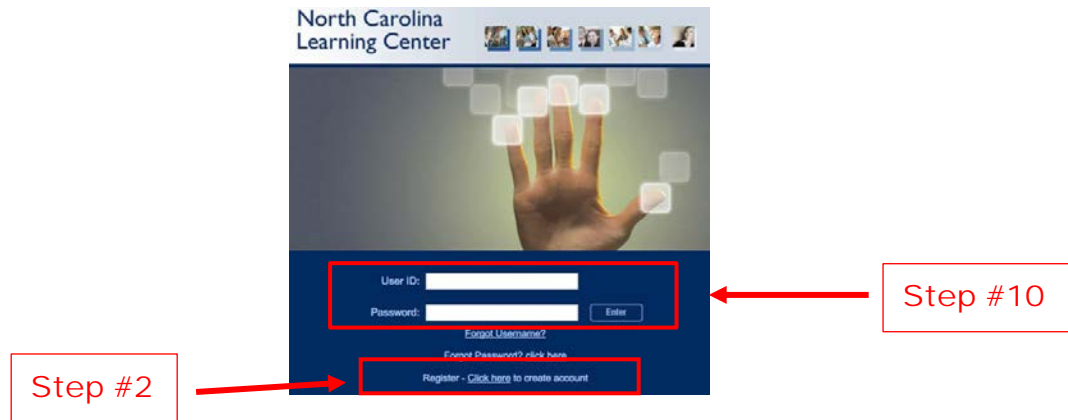 North Carolina
Learning Center
User ID:
Password:
Enter
Step #10
Forgot Username?
Forgot Password? click here
Step #2
Register - Click here to create account